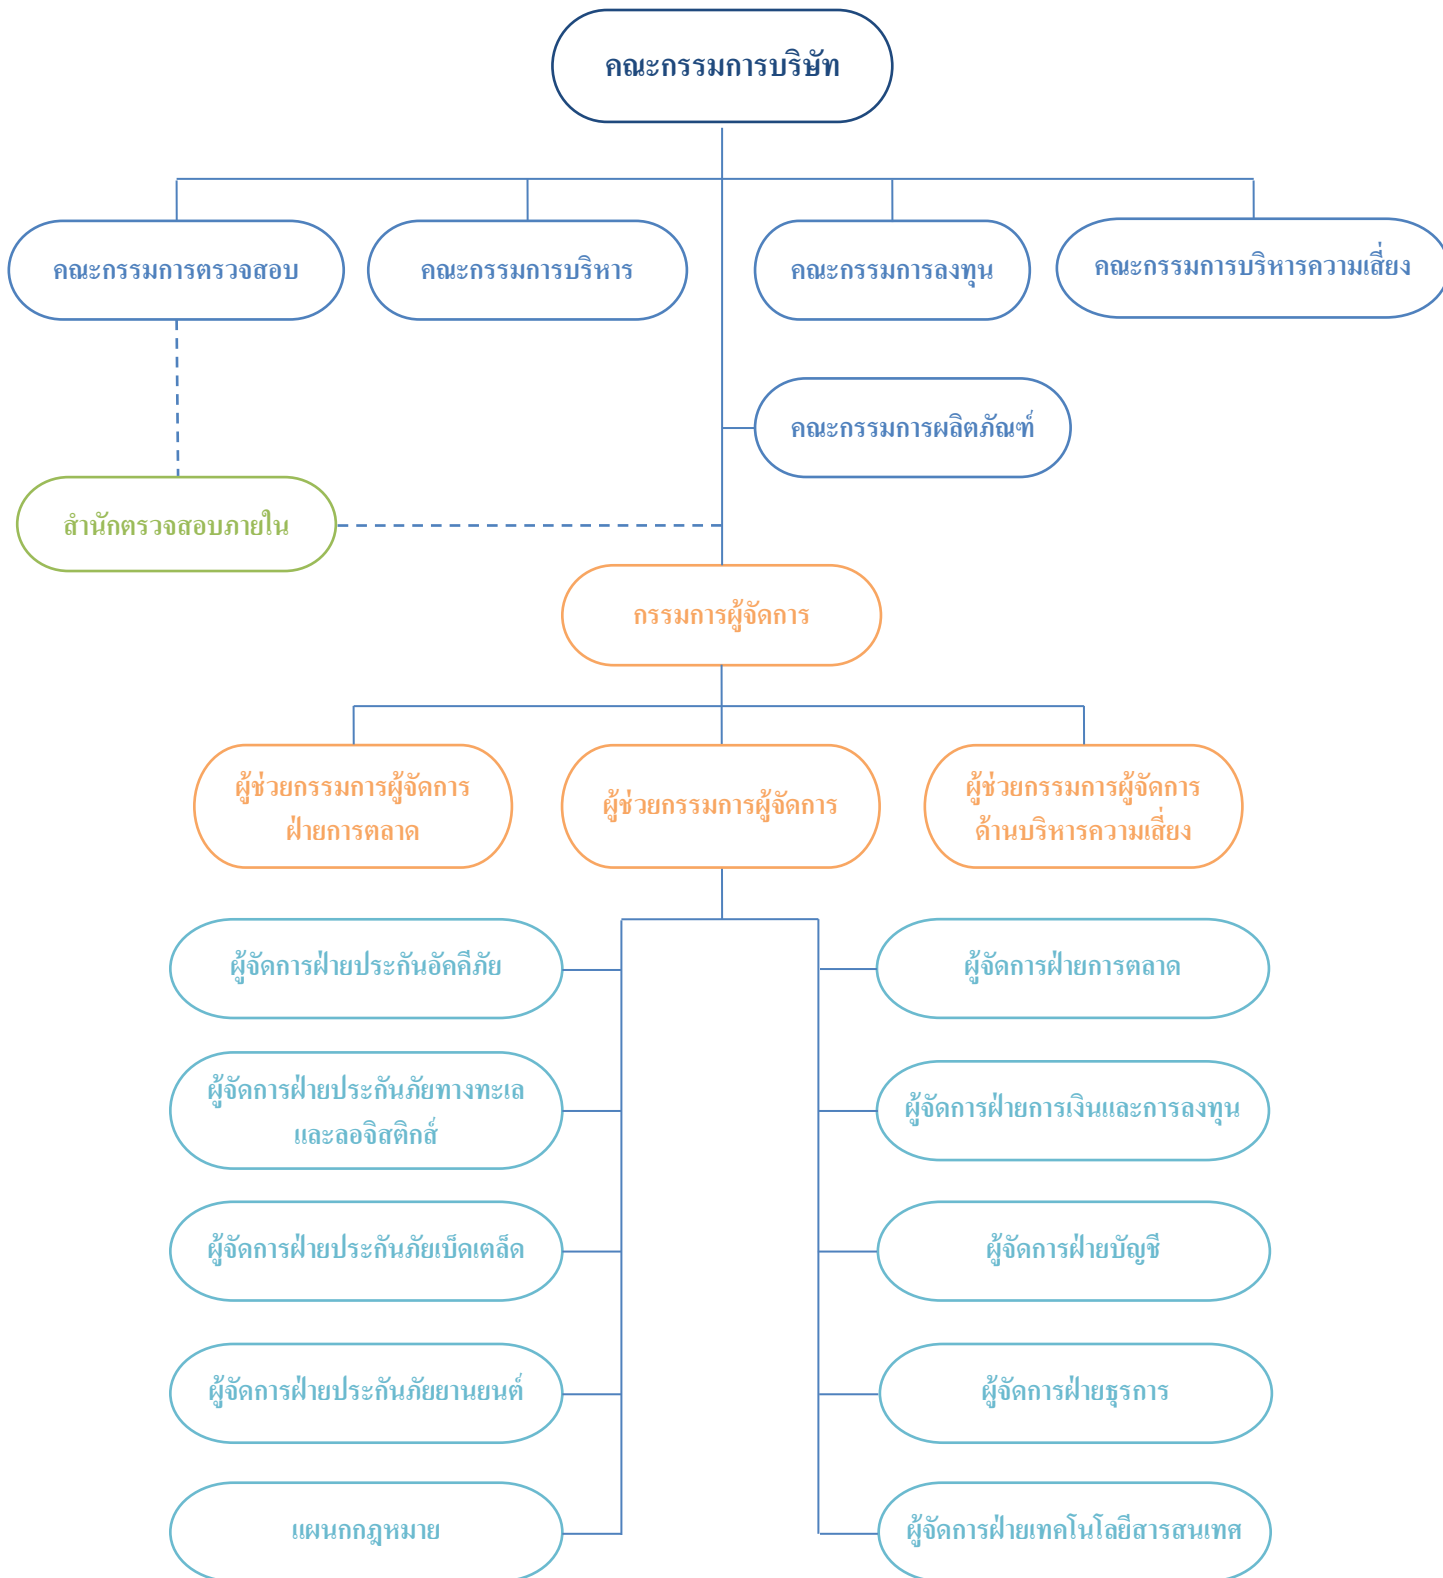 คณะกรรมการบริษัท
คณะกรรมการตรวจสอบ
คณะกรรมการบริหาร
คณะกรรมการลงทุน
คณะกรรมการบริหารความเสี่ยง
คณะกรรมการผลิตภัณฑ์
สำนักตรวจสอบภายใน
กรรมการผู้จัดการ
ผู้ช่วยกรรมการผู้จัดการ
ฝ่ายการตลาด
ผู้ช่วยกรรมการผู้จัดการ
ผู้ช่วยกรรมการผู้จัดการ
ด้านบริหารความเสี่ยง
ผู้จัดการฝ่ายประกันอัคคีภัย
ผู้จัดการฝ่ายการตลาด
ผู้จัดการฝ่ายประกันภัยทางทะเล
และลอจิสติกส์
ผู้จัดการฝ่ายการเงินและการลงทุน
ผู้จัดการฝ่ายประกันภัยเบ็ดเตล็ด
ผู้จัดการฝ่ายบัญชี
ผู้จัดการฝ่ายประกันภัยยานยนต์
ผู้จัดการฝ่ายธุรการ
แผนกกฎหมาย
ผู้จัดการฝ่ายเทคโนโลยีสารสนเทศ